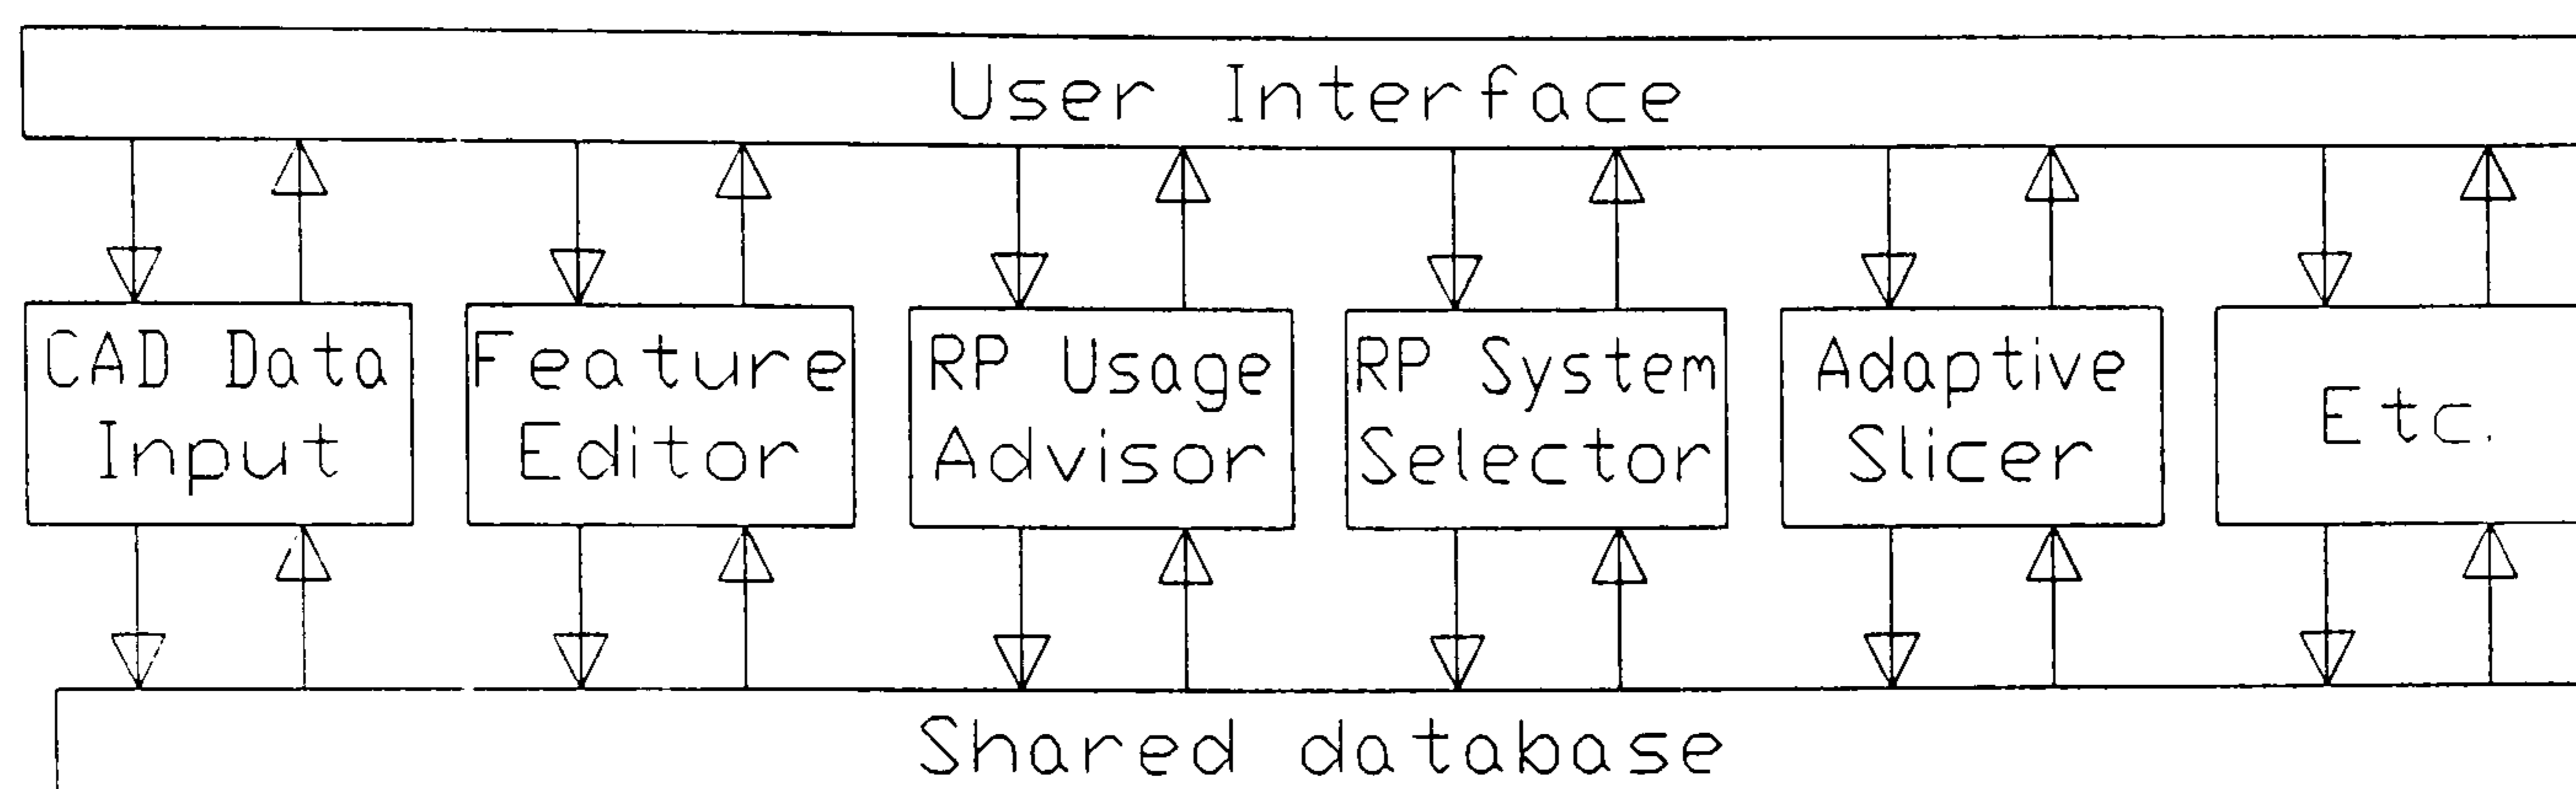 User Interface
CAD Data
Input
Feature
Editor
RP Usage
Advisor
RP System
Selector
Adaptive
Slicer
Etc.
Shared database